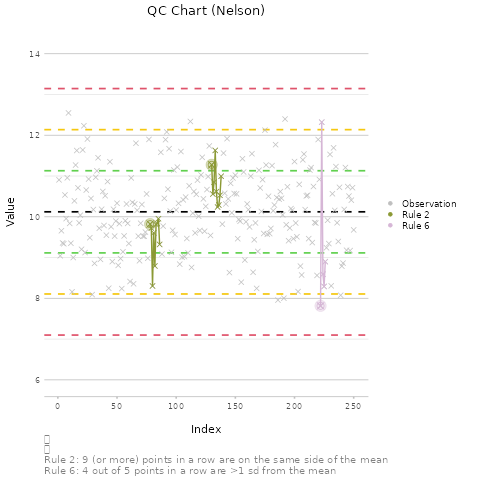 QC Chart (Nelson)
Value
14
12
10
8
6
0
50
100
150
200
250
Index
Observation
Rule 2
Rule 6
Rule 2: 9 (or more) points in a row are on the same side of the mean
Rule 6: 4 out of 5 points in a row are >1 sd from the mean